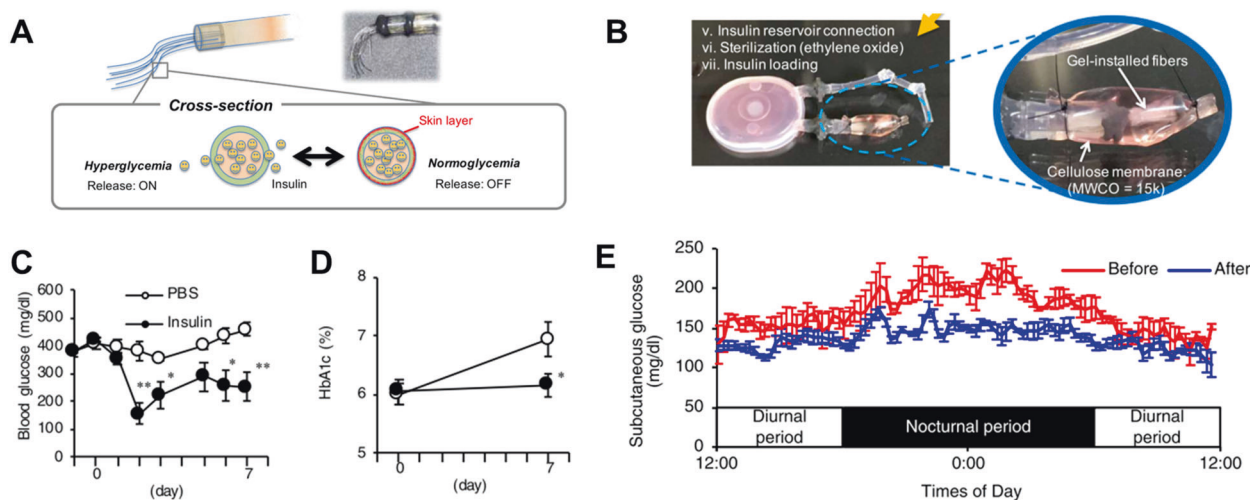 A
Cross-section
Skin layer
Hyperglycemia
Release: ON
Insulin
Normoglycemia
Release: OFF
B
v. Insulin reservoir connection
vi. Sterilization (ethylene oxide)
vii. Insulin loading
Gel-installed fibers
Cellulose membrane:
(MWCO = 15k)
C
Blood glucose (mg/dl)
600
500
400
300
200
100
0
PBS
Insulin
**
*
*
**
0
7
(day)
D
HbA1c (%)
8
7
6
5
*
0
7
(day)
E
Subcutaneous glucose
(mg/dl)
250
200
150
100
50
0
Before
After
Diurnal
period
Nocturnal period
Diurnal
period
12:00
0:00
12:00
Times of Day